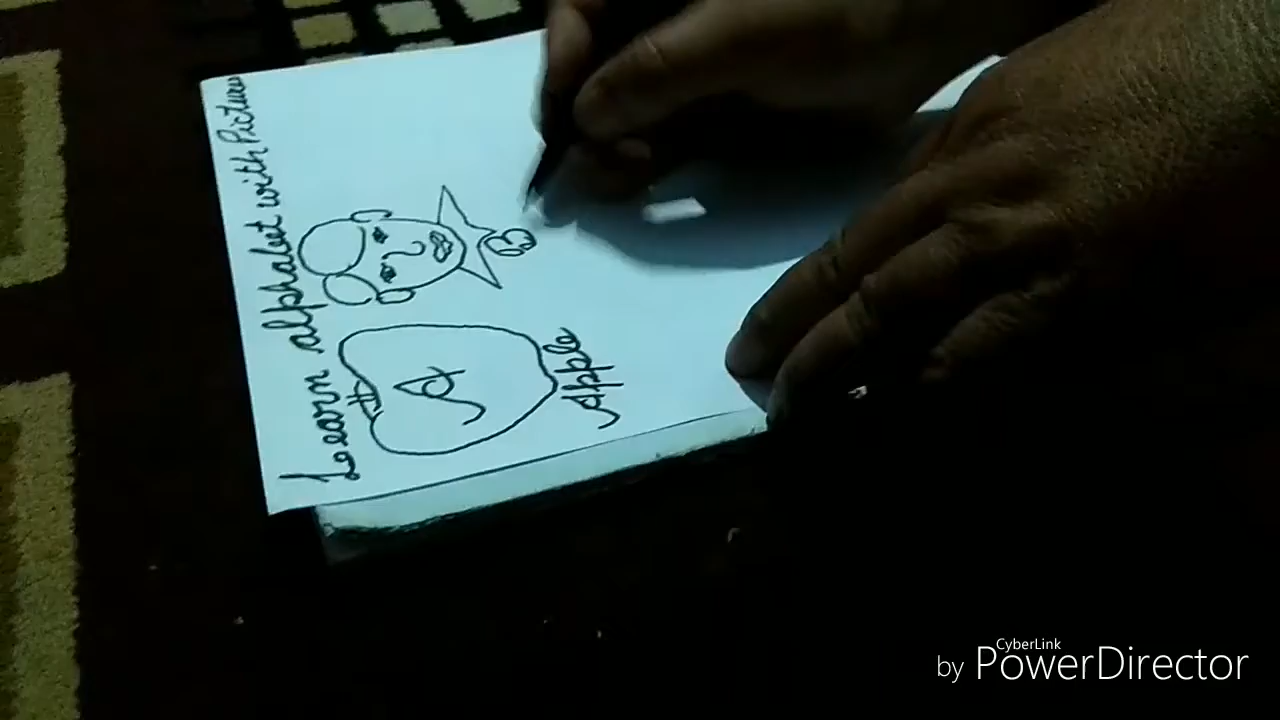 Learn alphabet with Picture
A
B
Apple
CyberLink
by PowerDirector